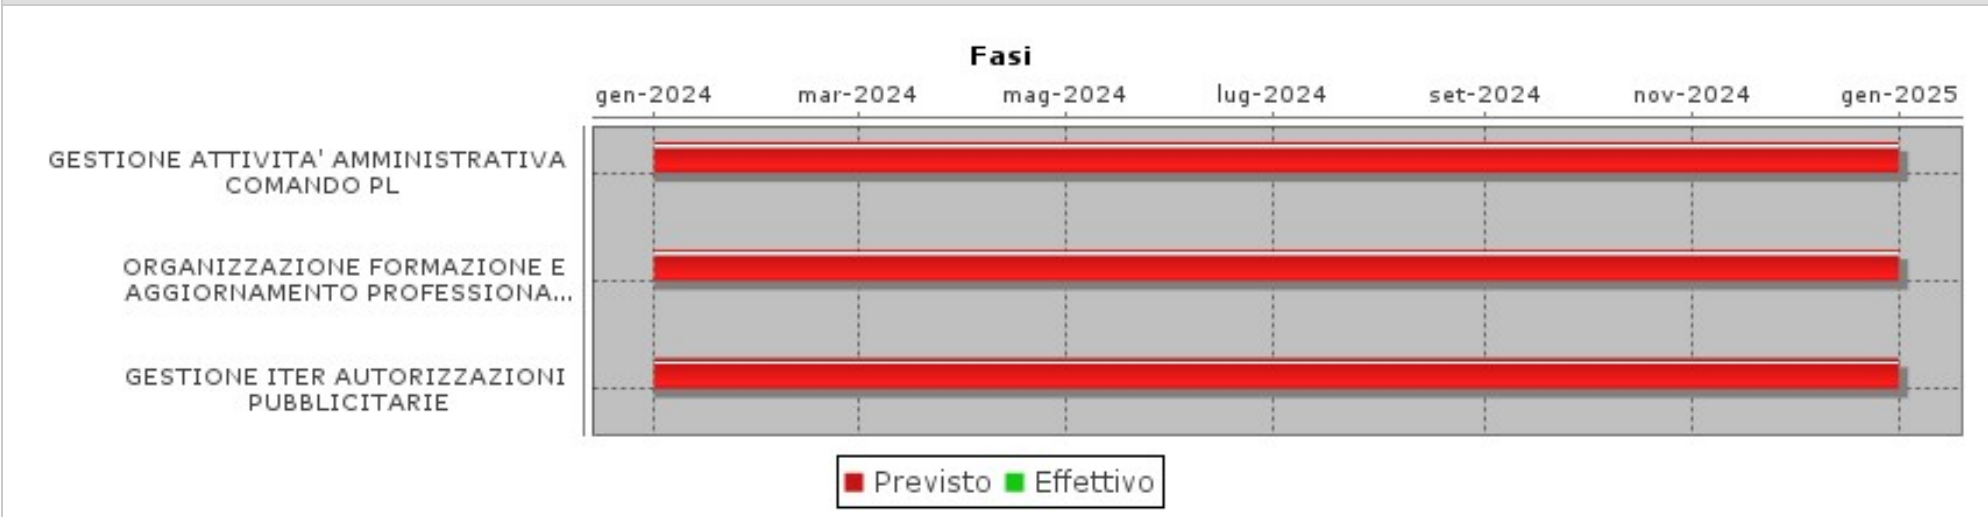 Fasi
gen-2024 mar-2024 mag-2024 lug-2024 set-2024 nov-2024 gen-2025
GESTIONE ATTIVITA' AMMINISTRATIVA
COMANDO PL
ORGANIZZAZIONE FORMAZIONE E
AGGIORNAMENTO PROFESSIONA...
GESTIONE ITER AUTORIZZAZIONI
PUBBLICITARIE
Previsto Effettivo